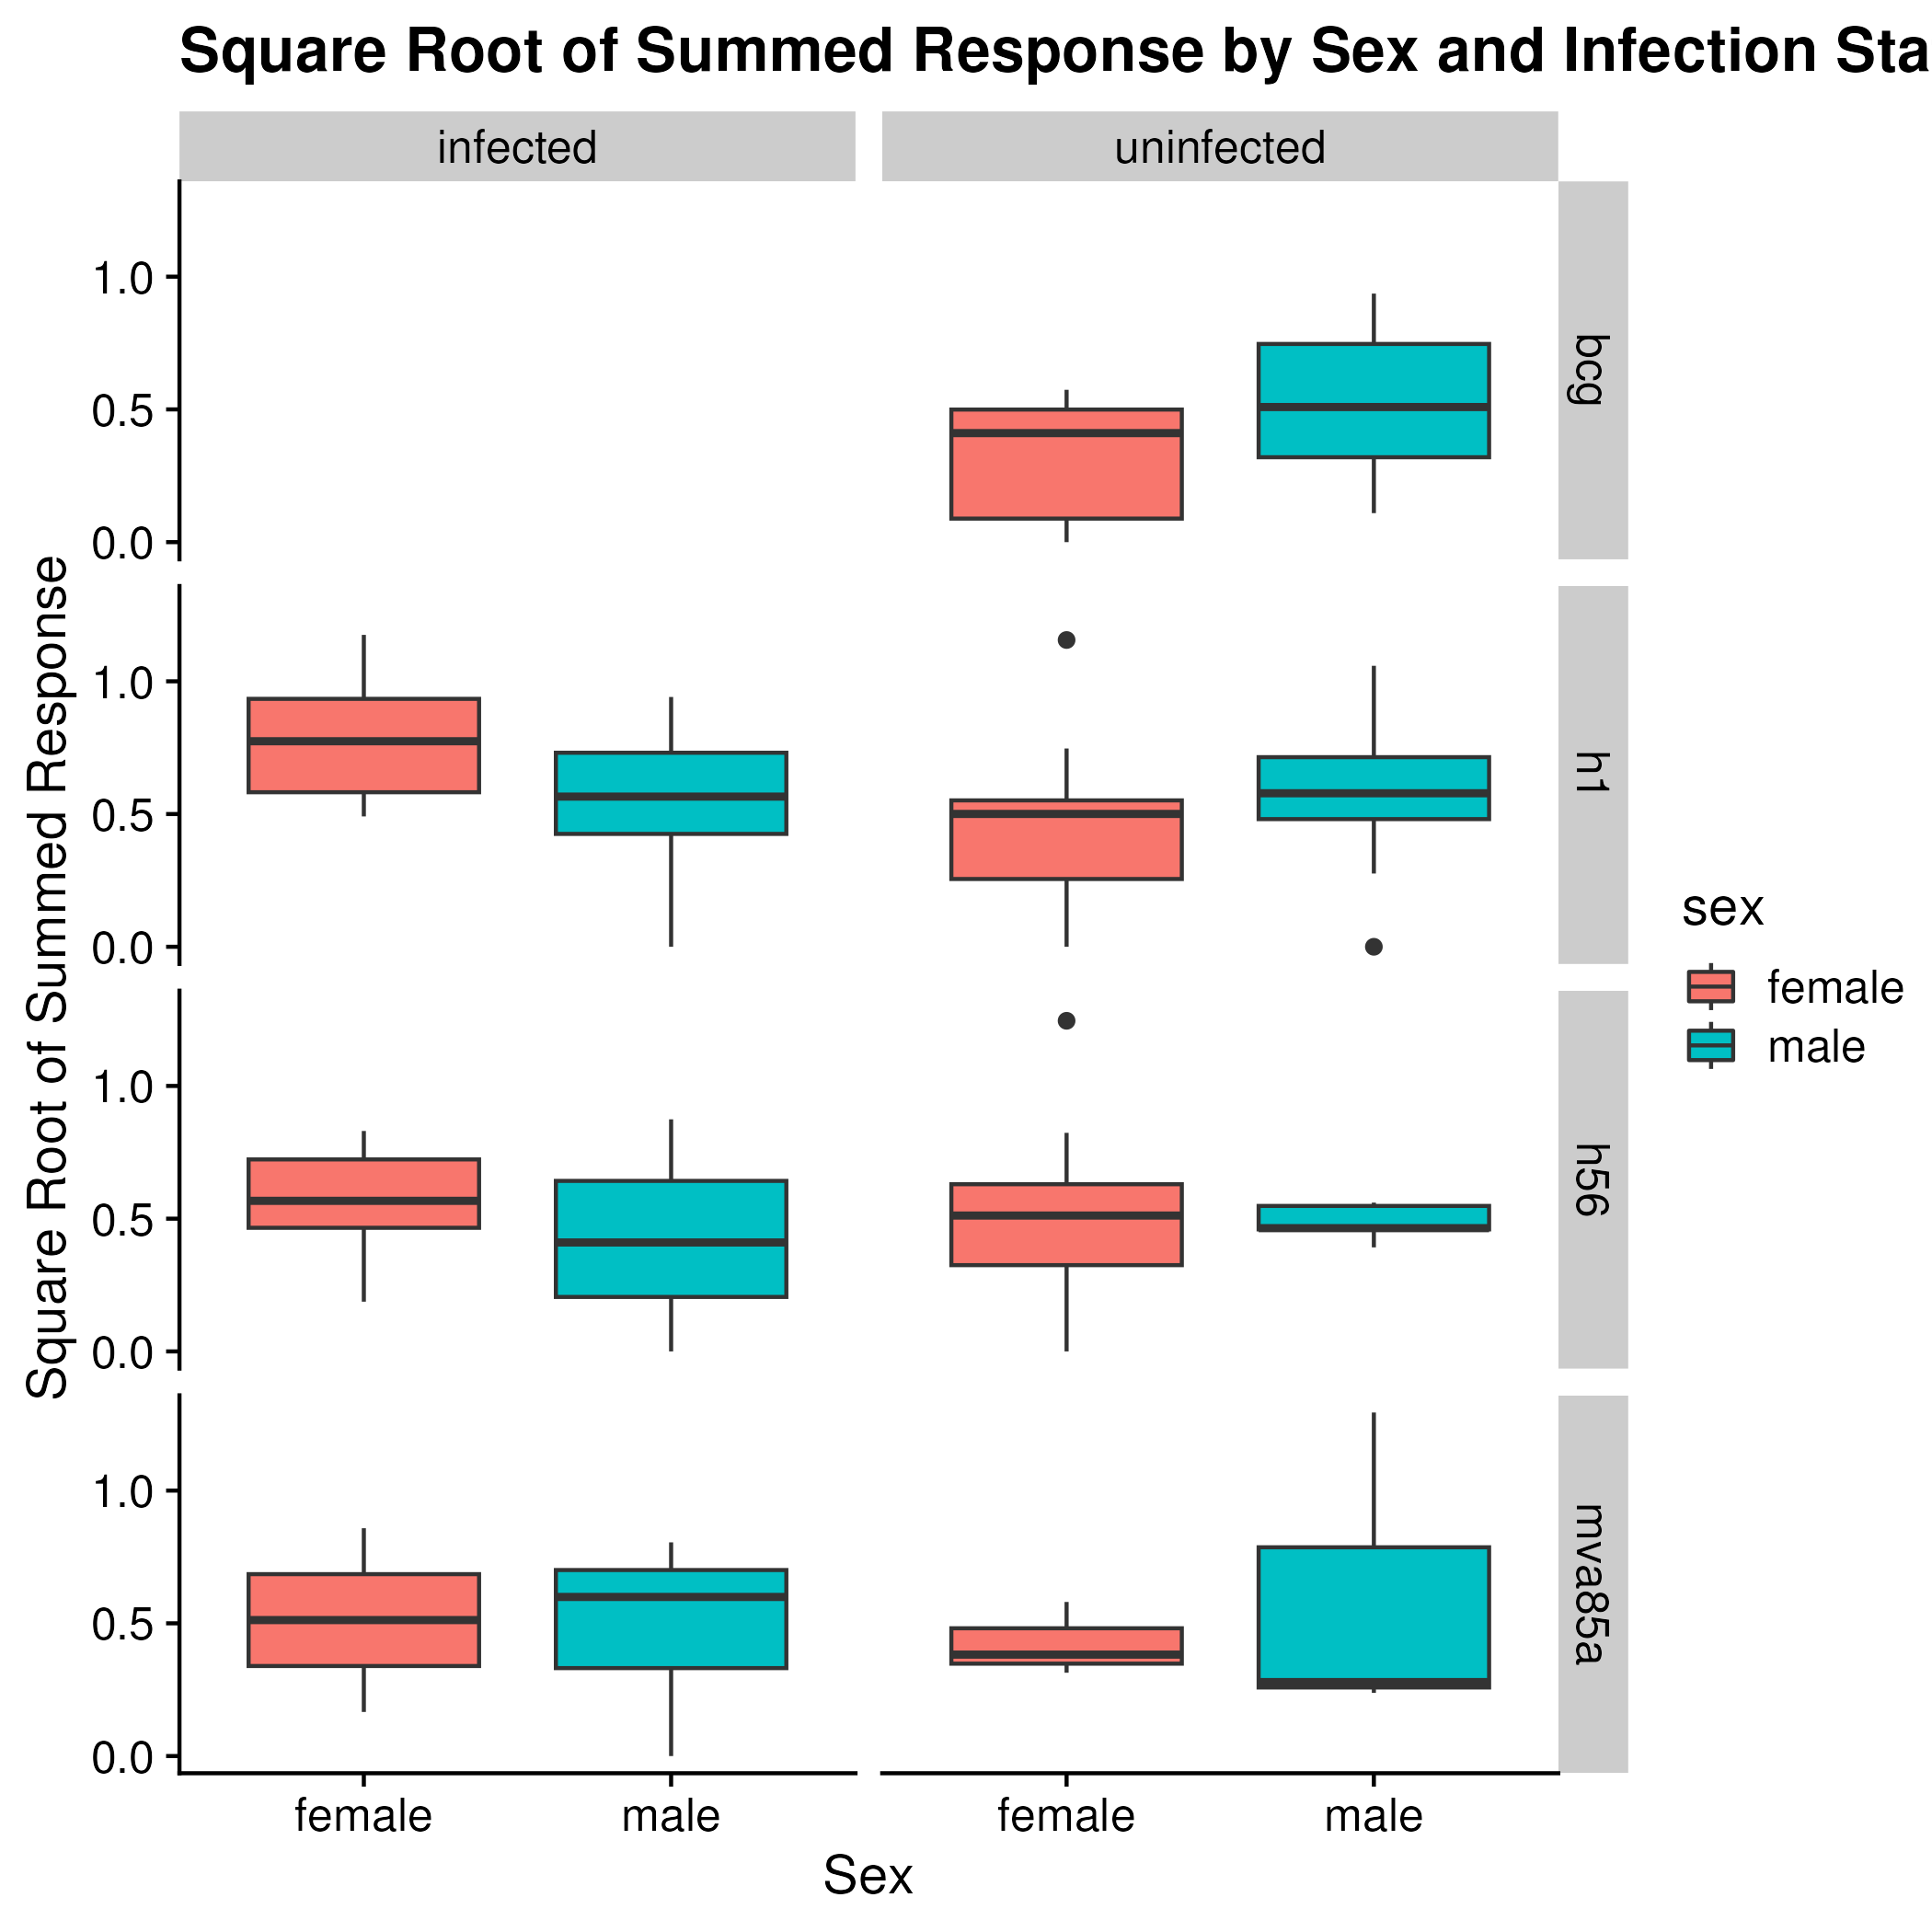 Square Root of Summed Response by Sex and Infection Sta
infected
uninfected
bcg
1.0
0.5
0.0
h1
1.0
0.5
0.0
h56
1.0
0.5
0.0
mva85a
1.0
0.5
0.0
Square Root of Summed Response
female
male
female
male
Sex
sex
female
male